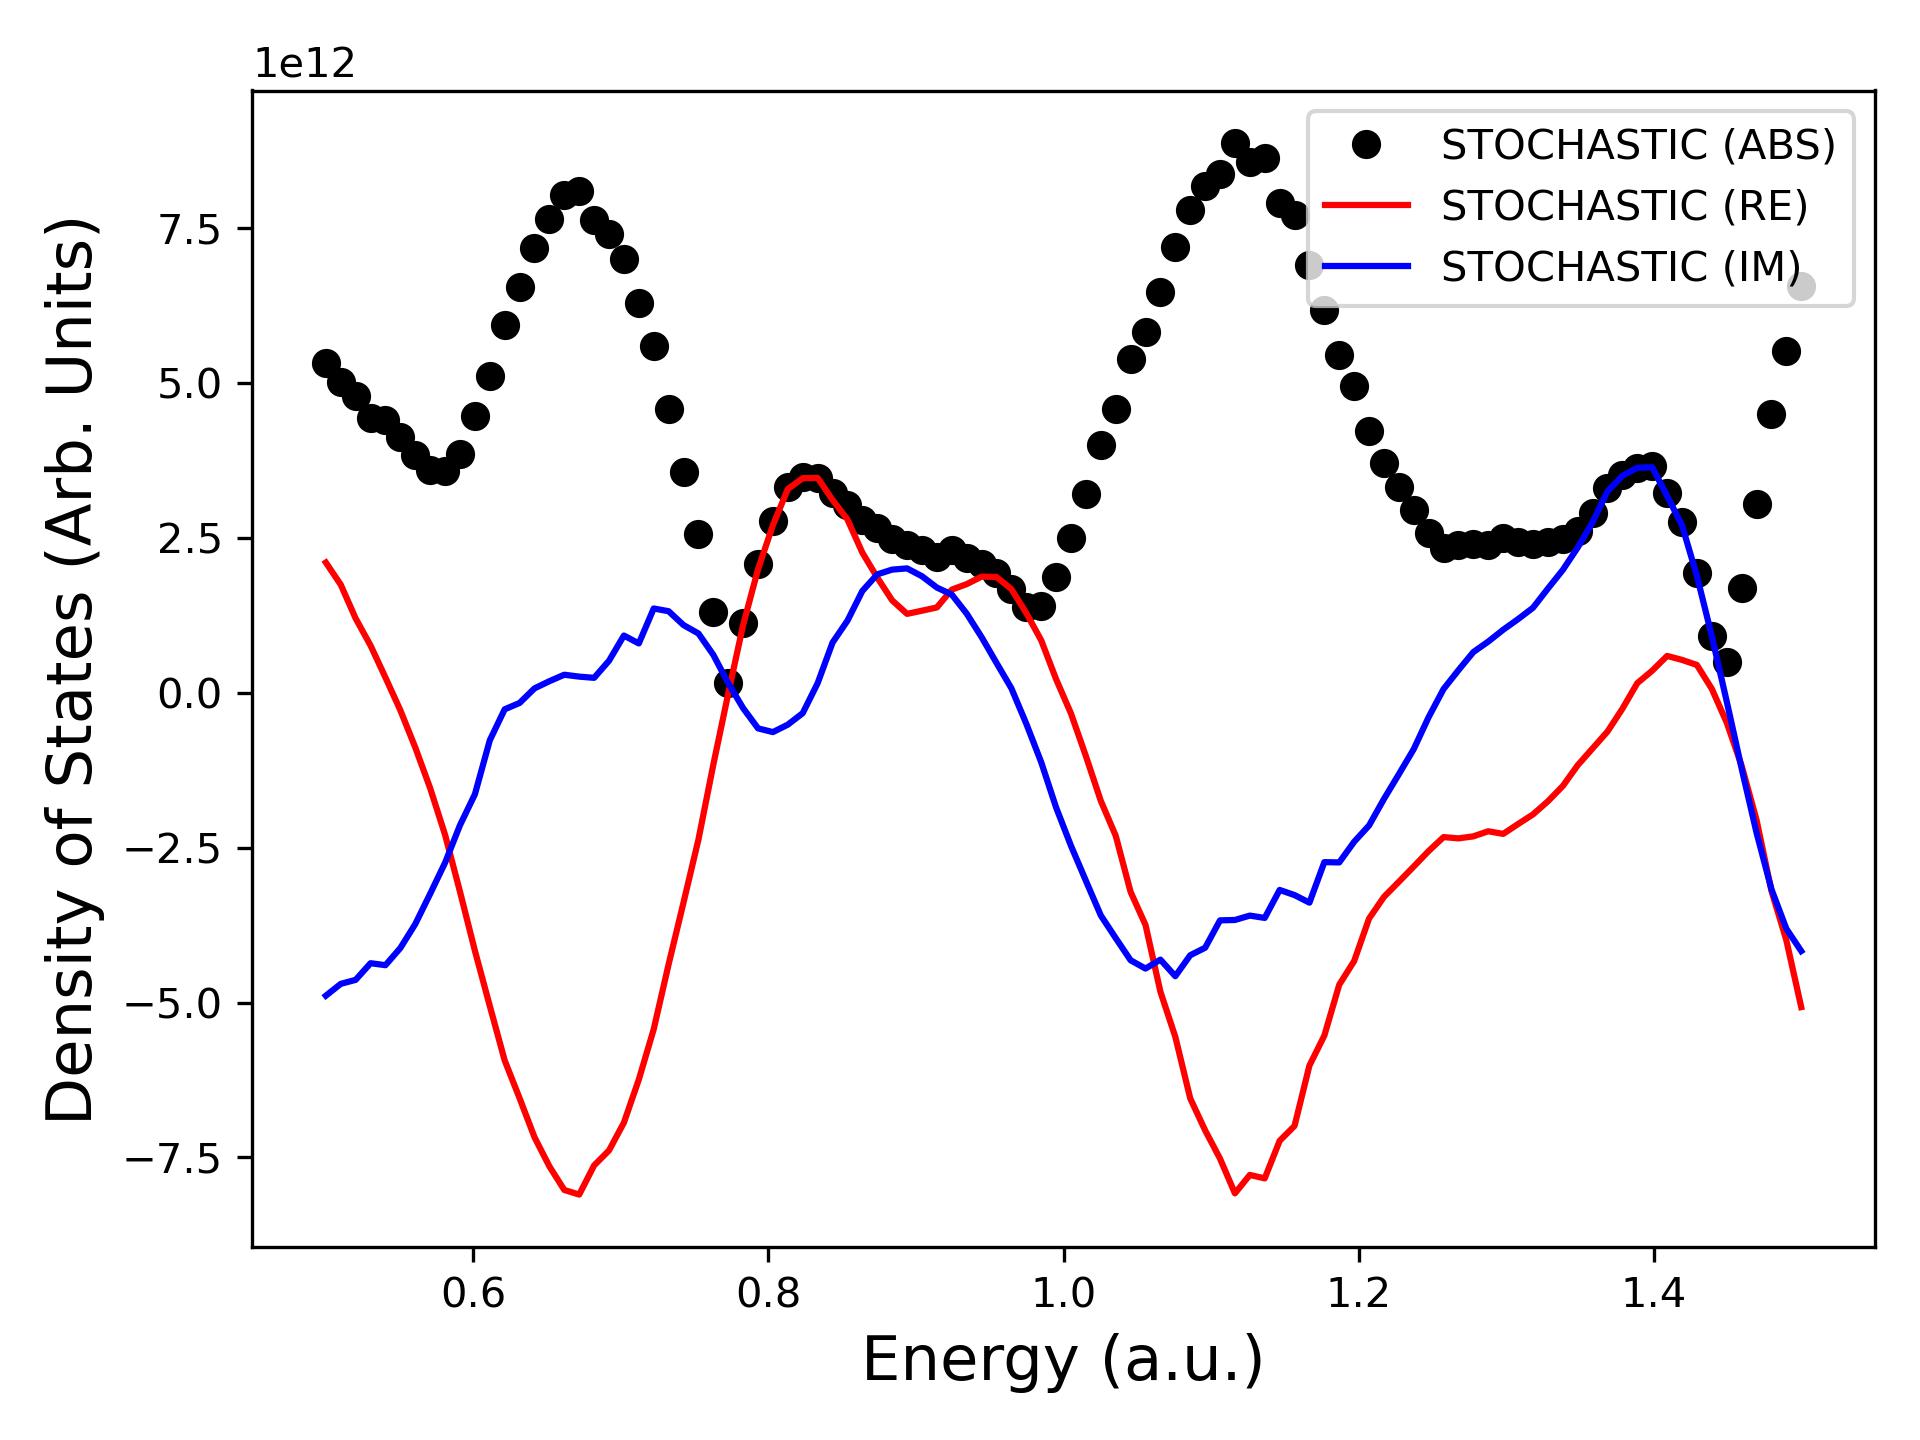 1e12
STOCHASTIC (ABS)
STOCHASTIC (RE)
STOCHASTIC (IM)
Density of States (Arb. Units)
7.5
5.0
2.5
0.0
−2.5
−5.0
−7.5
0.6 0.8 1.0 1.2 1.4
Energy (a.u.)